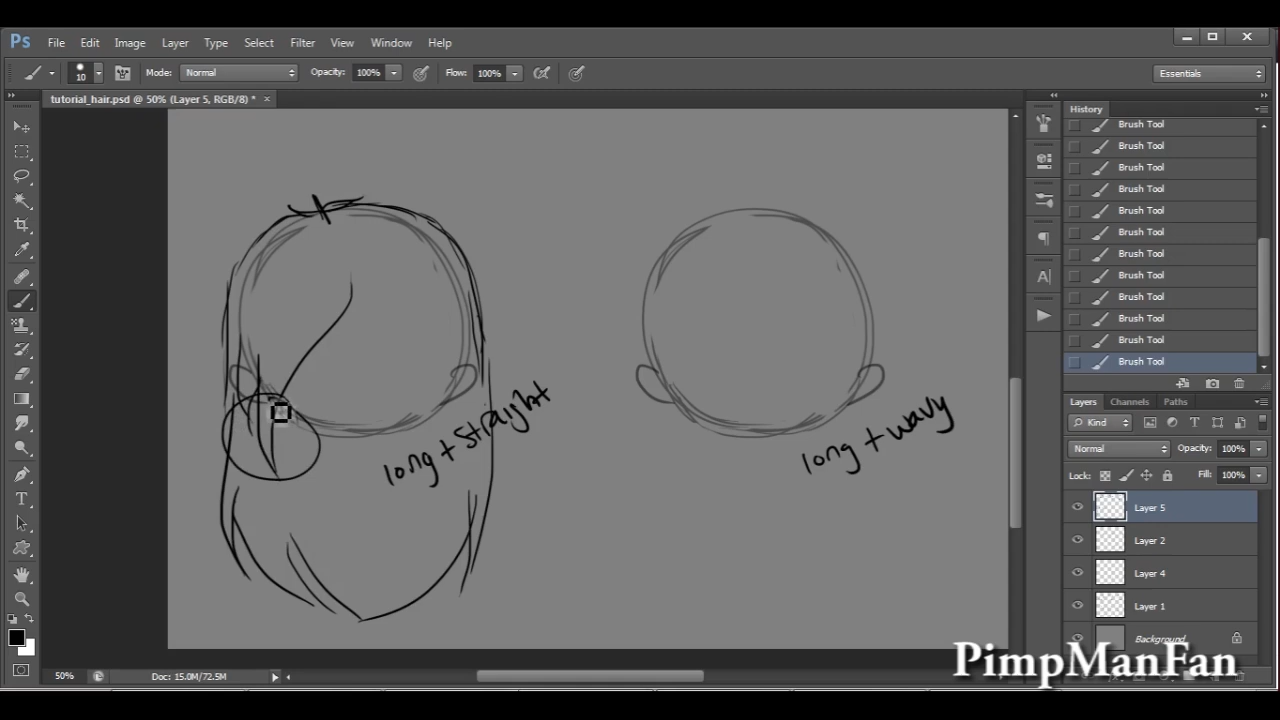 Ps File Edit Image Layer Type Select Filter View Window Help
10 Mode: Normal Opacity: 100% Flow: 100% Essentials
tutorial_hair.psd @ 50% (Layer 5, RGB/8) * ×
History
Brush Tool
Brush Tool
Brush Tool
Brush Tool
Brush Tool
Brush Tool
Brush Tool
Brush Tool
Brush Tool
Brush Tool
Brush Tool
Brush Tool
long + straight
long + wavy
Layers Channels Paths
Kind
Normal Opacity: 100%
Lock: Fill: 100%
Layer 5
Layer 2
Layer 4
Layer 1
Background
50% Doc: 15.0M/72.5M
PimpManFan